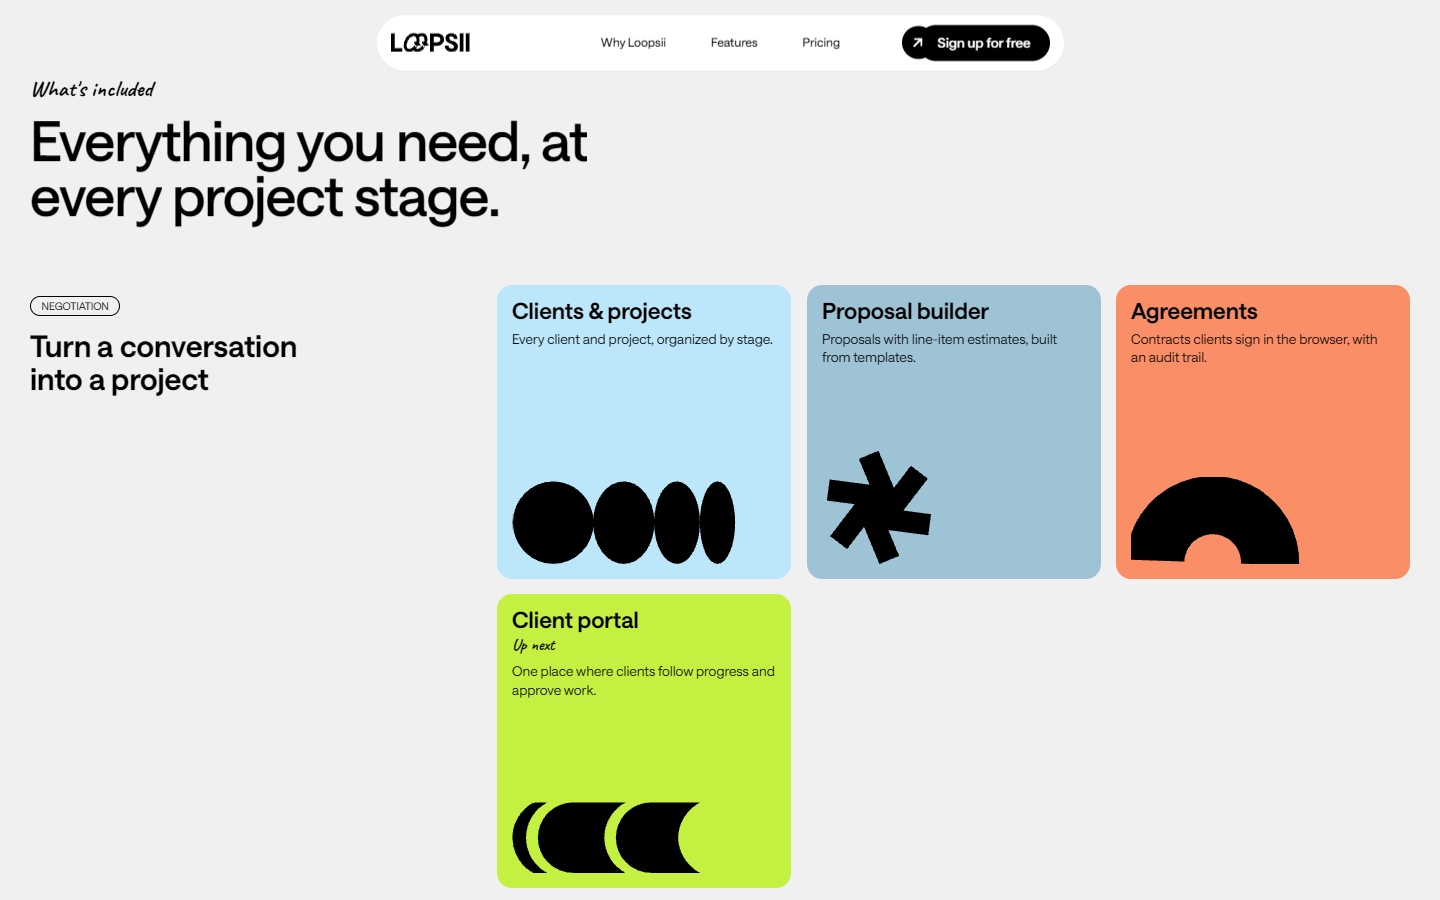 LOOPSII
Why Loopsii
Features
Pricing
Sign up for free
What's included
Everything you need, at
every project stage.
NEGOTIATION
Turn a conversation
into a project
Clients & projects
Every client and project, organized by stage.
Proposal builder
Proposals with line-item estimates, built
from templates.
Agreements
Contracts clients sign in the browser, with
an audit trail.
Client portal
Up next
One place where clients follow progress and
approve work.